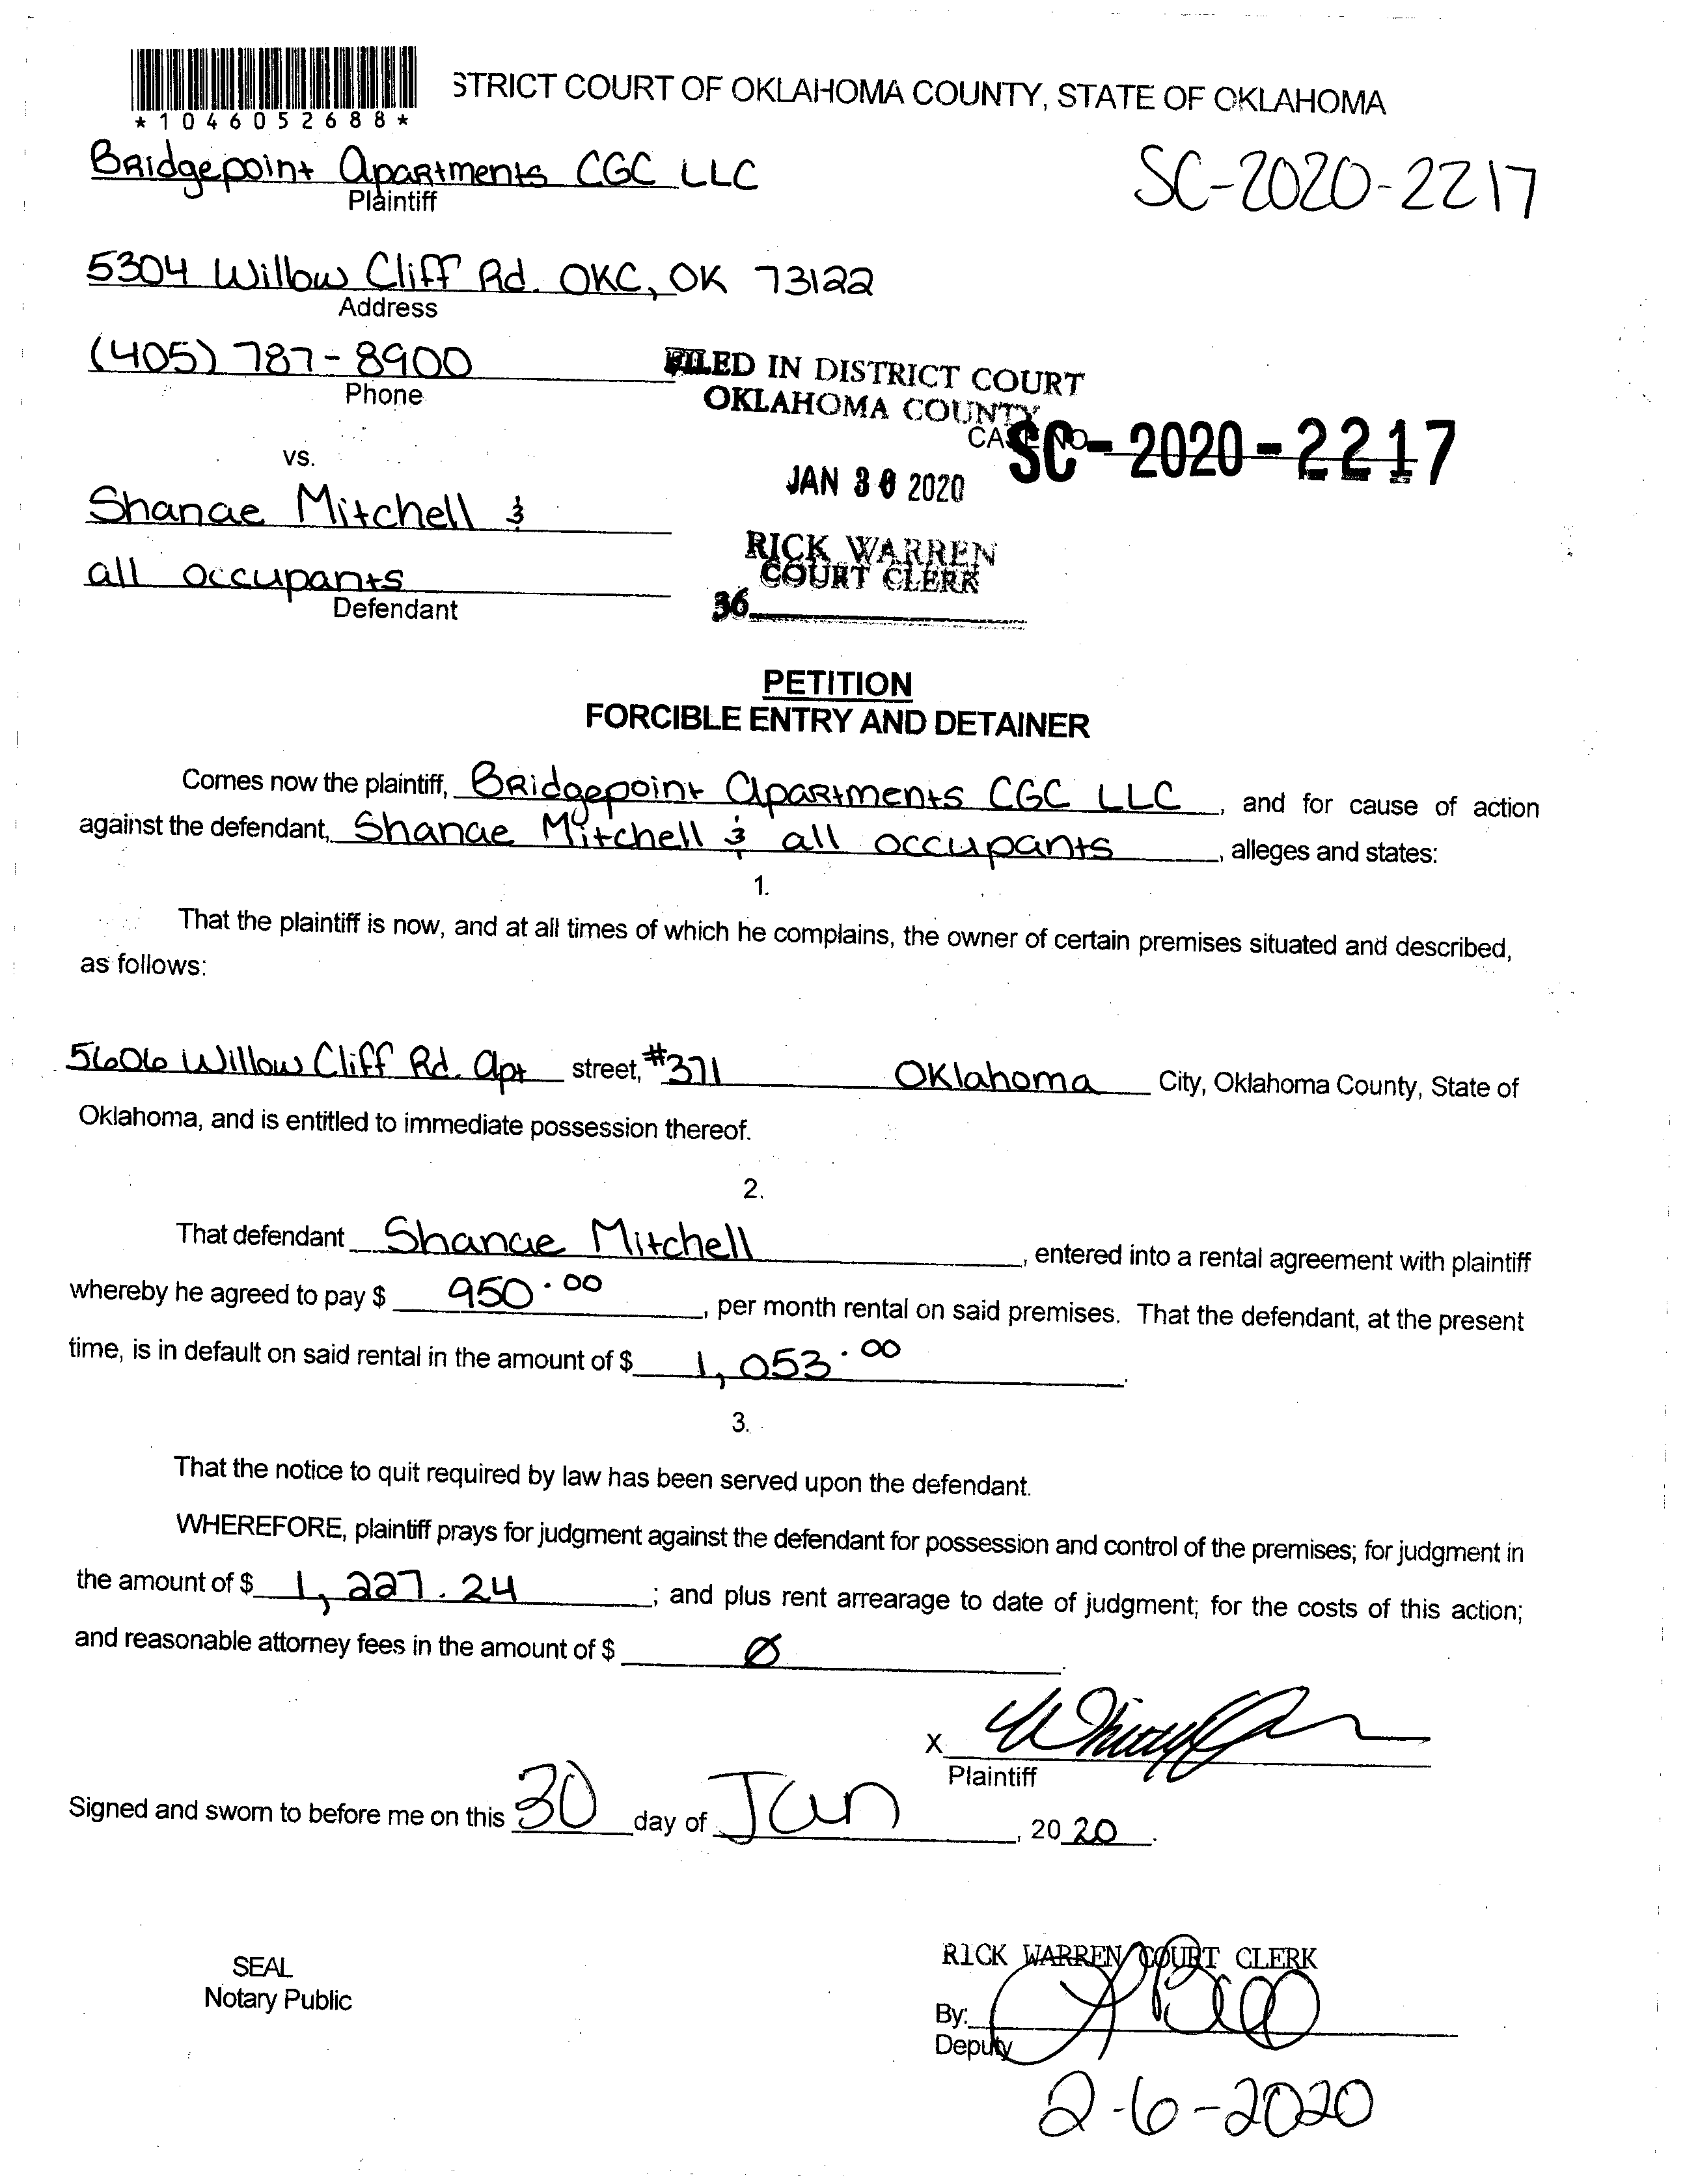 *1046052688*
STRICT COURT OF OKLAHOMA COUNTY, STATE OF OKLAHOMA
Bridgepoint Apartments CGC LLC
Plaintiff
SC-2020-2217
5304 Willow Cliff Rd. OKC, OK 73122
Address
(405) 787-8900
Phone
FILED IN DISTRICT COURT
OKLAHOMA COUNTY
CASE NO. SC-2020-2217
JAN 30 2020
vs.
Shanae Mitchell &
RICK WARREN
COURT CLERK
all occupants
Defendant
36
PETITION
FORCIBLE ENTRY AND DETAINER
Comes now the plaintiff, Bridgepoint Apartments CGC LLC, and for cause of action
against the defendant, Shanae Mitchell & all occupants, alleges and states:
1.
That the plaintiff is now, and at all times of which he complains, the owner of certain premises situated and described,
as follows:
5606 Willow Cliff Rd. Apt street, #371 Oklahoma City, Oklahoma County, State of
Oklahoma, and is entitled to immediate possession thereof.
2.
That defendant Shanae Mitchell, entered into a rental agreement with plaintiff
whereby he agreed to pay $ 950.00, per month rental on said premises. That the defendant, at the present
time, is in default on said rental in the amount of $ 1,053.00.
3.
That the notice to quit required by law has been served upon the defendant.
WHEREFORE, plaintiff prays for judgment against the defendant for possession and control of the premises; for judgment in
the amount of $ 1,227.24; and plus rent arrearage to date of judgment; for the costs of this action;
and reasonable attorney fees in the amount of $ Ø.
X
Plaintiff
Signed and sworn to before me on this 30 day of Jan, 2020.
SEAL
Notary Public
RICK WARREN COURT CLERK
By:
Deputy
2-6-2020